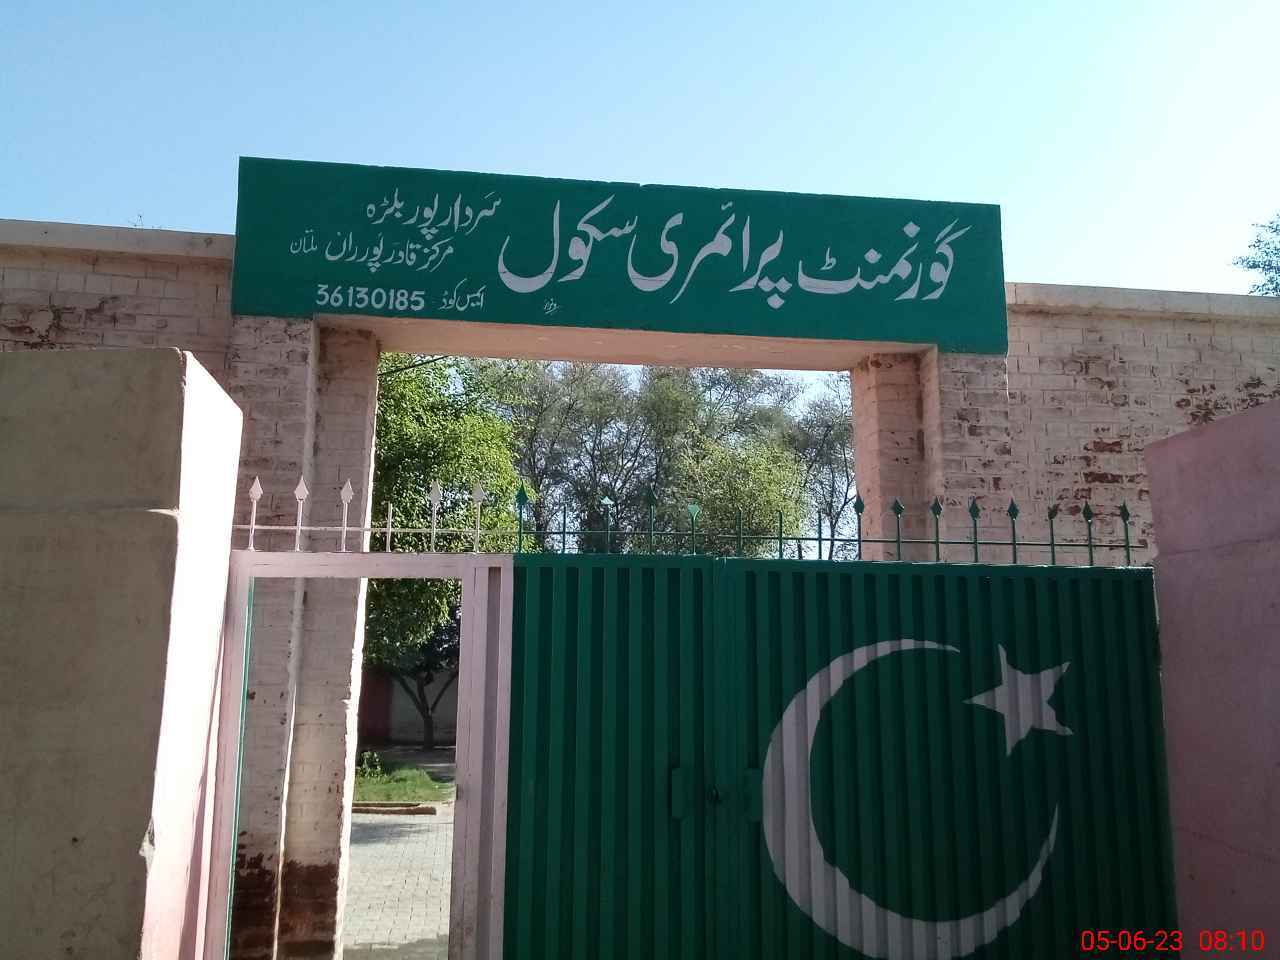 گورنمنٹ پرائمری سکول
سردار پور بلڑہ
مرکز قادر پور راں ملتان
ایمس کوڈ 36130185
05-06-23 08:10